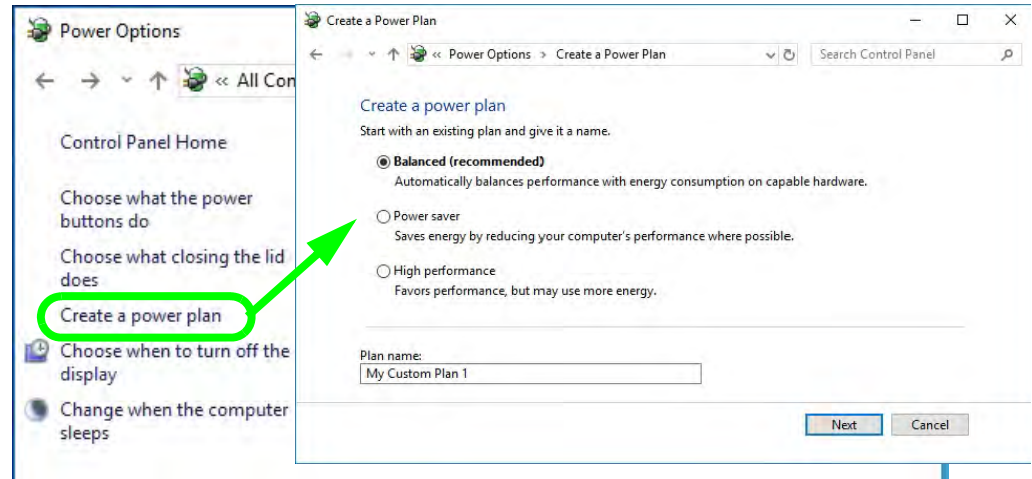 Power Options
« All Con
Control Panel Home
Choose what the power
buttons do
Choose what closing the lid
does
Create a power plan
Choose when to turn off the
display
Change when the computer
sleeps
Create a Power Plan
« Power Options > Create a Power Plan
Search Control Panel
Create a power plan
Start with an existing plan and give it a name.
Balanced (recommended)
Automatically balances performance with energy consumption on capable hardware.
Power saver
Saves energy by reducing your computer's performance where possible.
High performance
Favors performance, but may use more energy.
Plan name:
My Custom Plan 1
Next Cancel